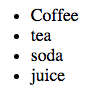 • Coffee
• tea
• soda
• juice